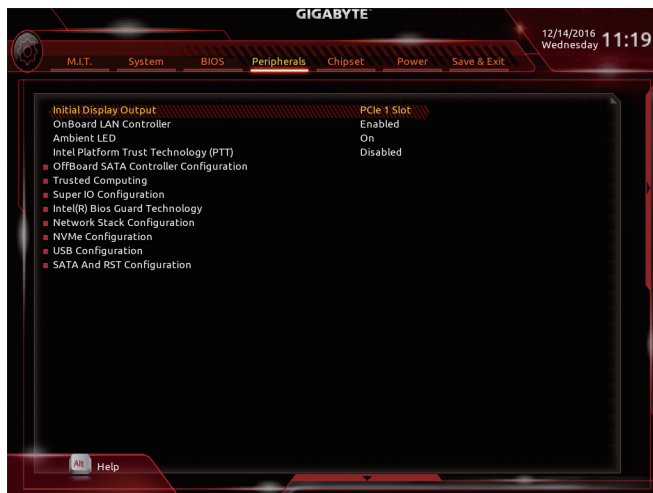 GIGABYTE™
12/14/2016
Wednesday
11:19
M.I.T. System BIOS Peripherals Chipset Power Save & Exit
Initial Display Output PCIe 1 Slot
OnBoard LAN Controller Enabled
Ambient LED On
Intel Platform Trust Technology (PTT) Disabled
OffBoard SATA Controller Configuration
Trusted Computing
Super IO Configuration
Intel(R) Bios Guard Technology
Network Stack Configuration
NVMe Configuration
USB Configuration
SATA And RST Configuration
Alt Help